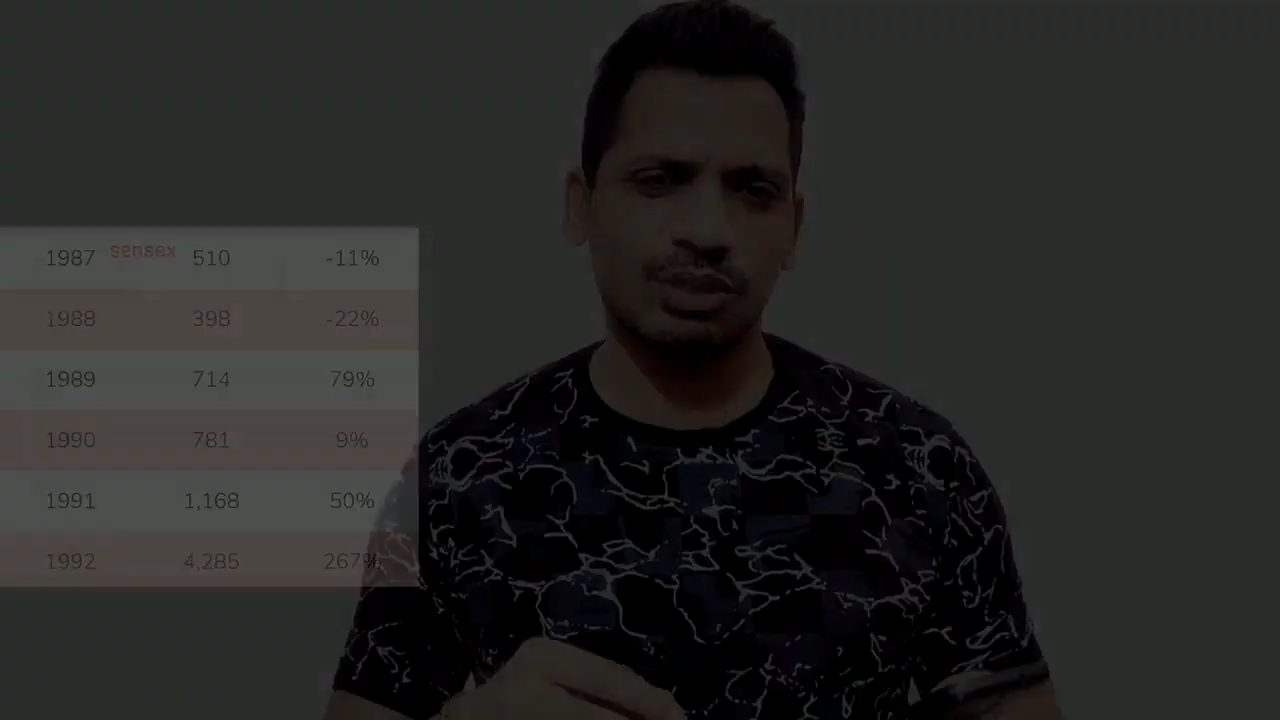 1987 sensex 510 -11%
1988 398 -22%
1989 714 79%
1990 781 9%
1991 1,168 50%
1992 4,285 267%